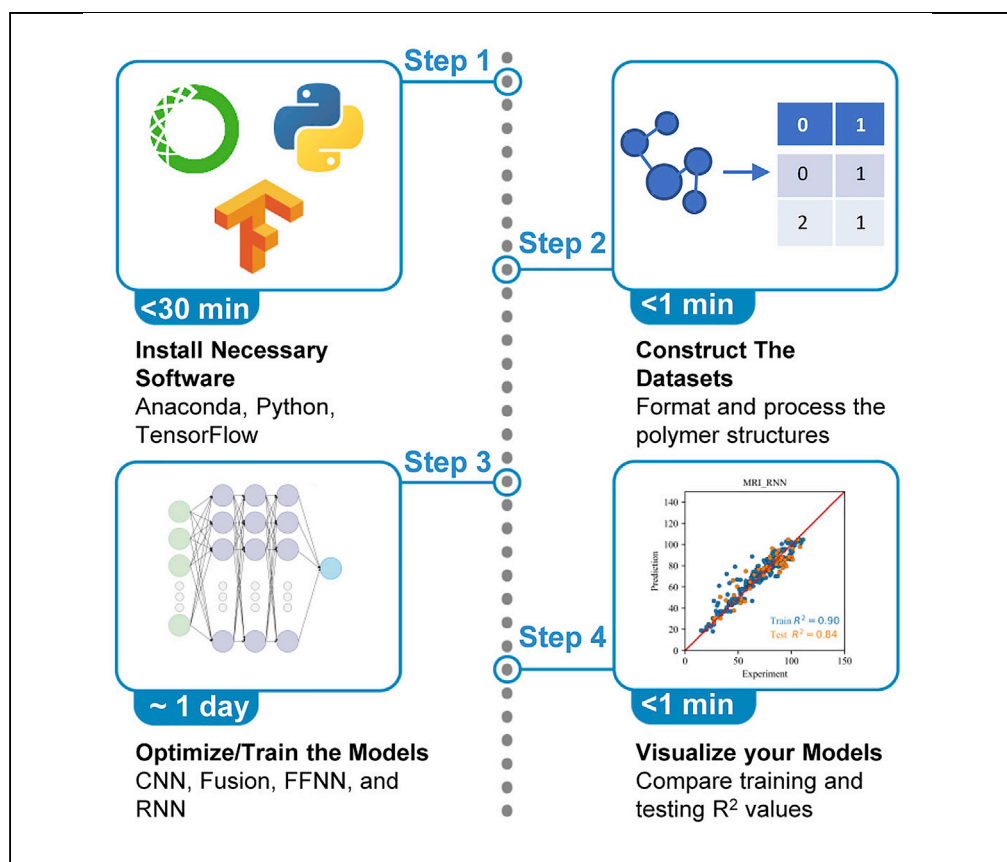 Step 1
<30 min
Install Necessary
Software
Anaconda, Python,
TensorFlow
Step 2
0 1
0 1
2 1
<1 min
Construct The
Datasets
Format and process the
polymer structures
Step 3
~ 1 day
Optimize/Train the Models
CNN, Fusion, FFNN, and
RNN
Step 4
MRI_RNN
140
120
100
80
60
40
20
0
Prediction
Train R² = 0.90
Test R² = 0.84
0 50 100 150
Experiment
<1 min
Visualize your Models
Compare training and
testing R² values